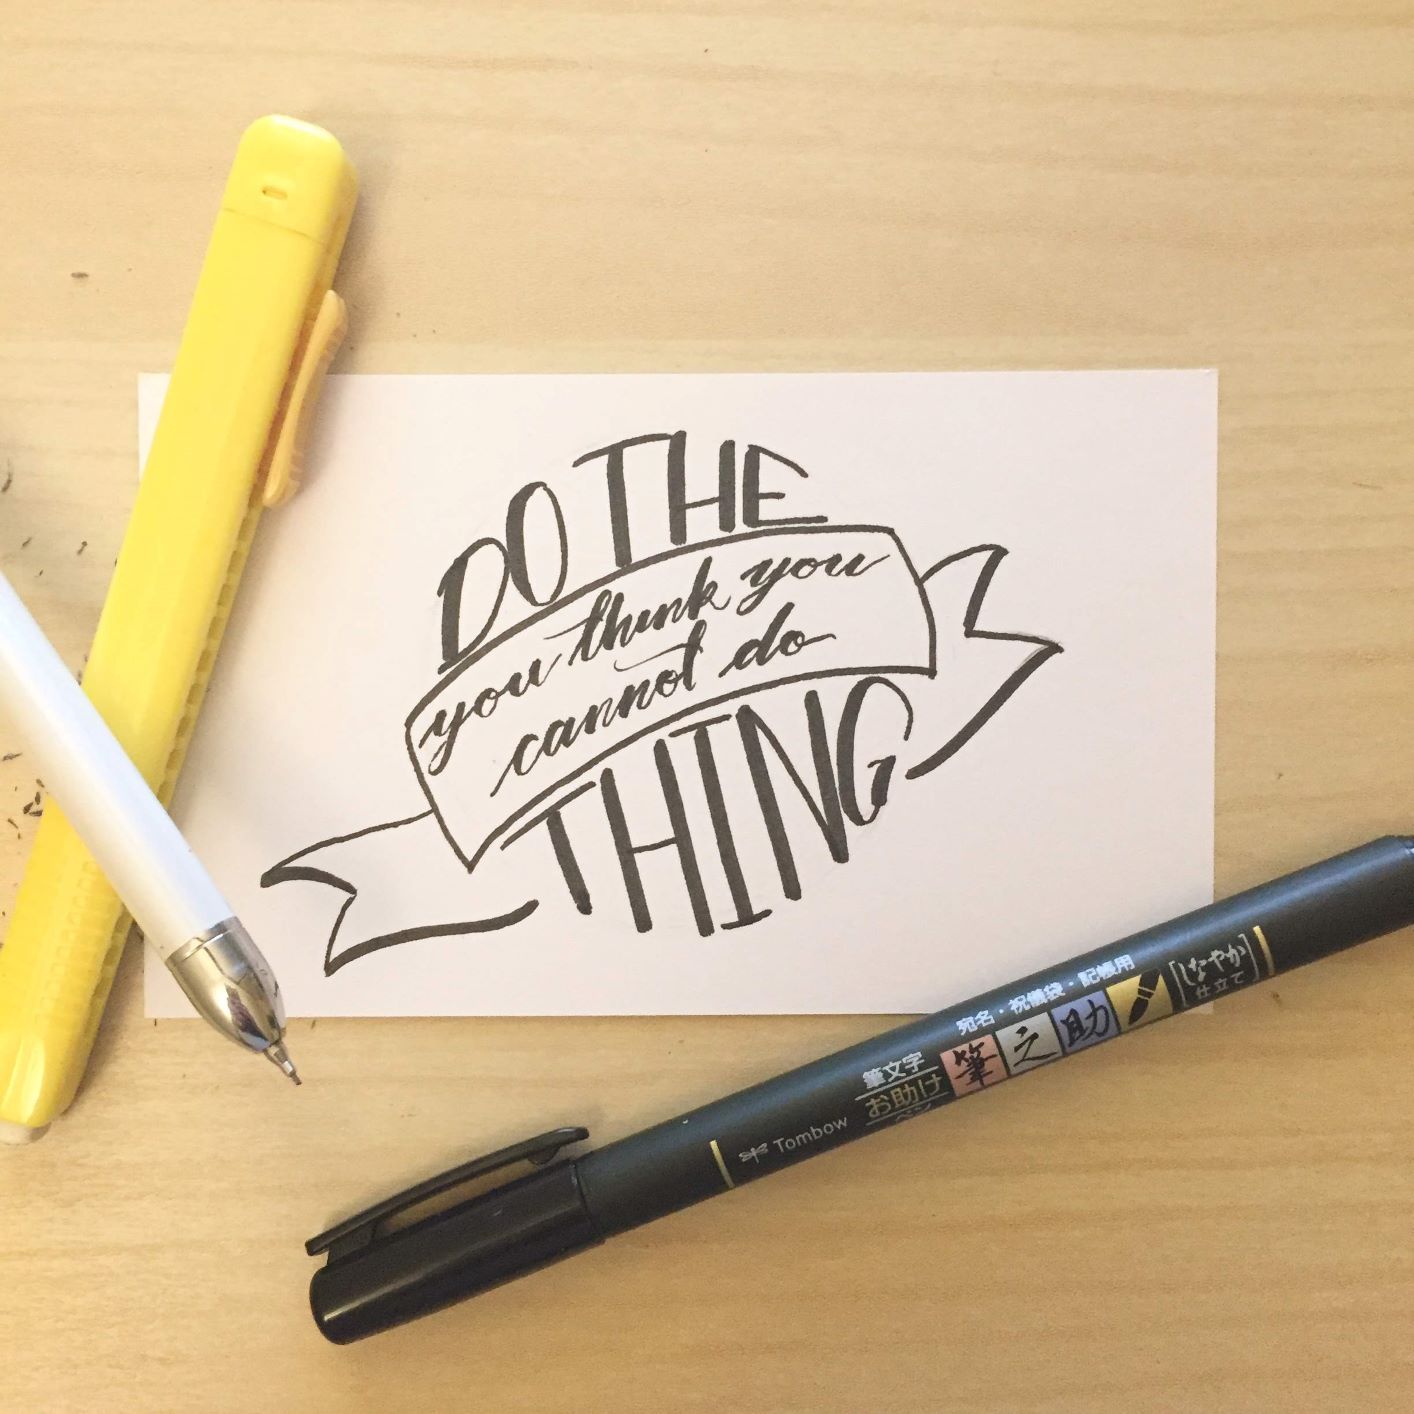 DO THE
you think you
cannot do
THING
宛名・祝儀袋・記帳用
筆文字
お助け
ペン
筆之助
[しなやか]
仕立て
Tombow